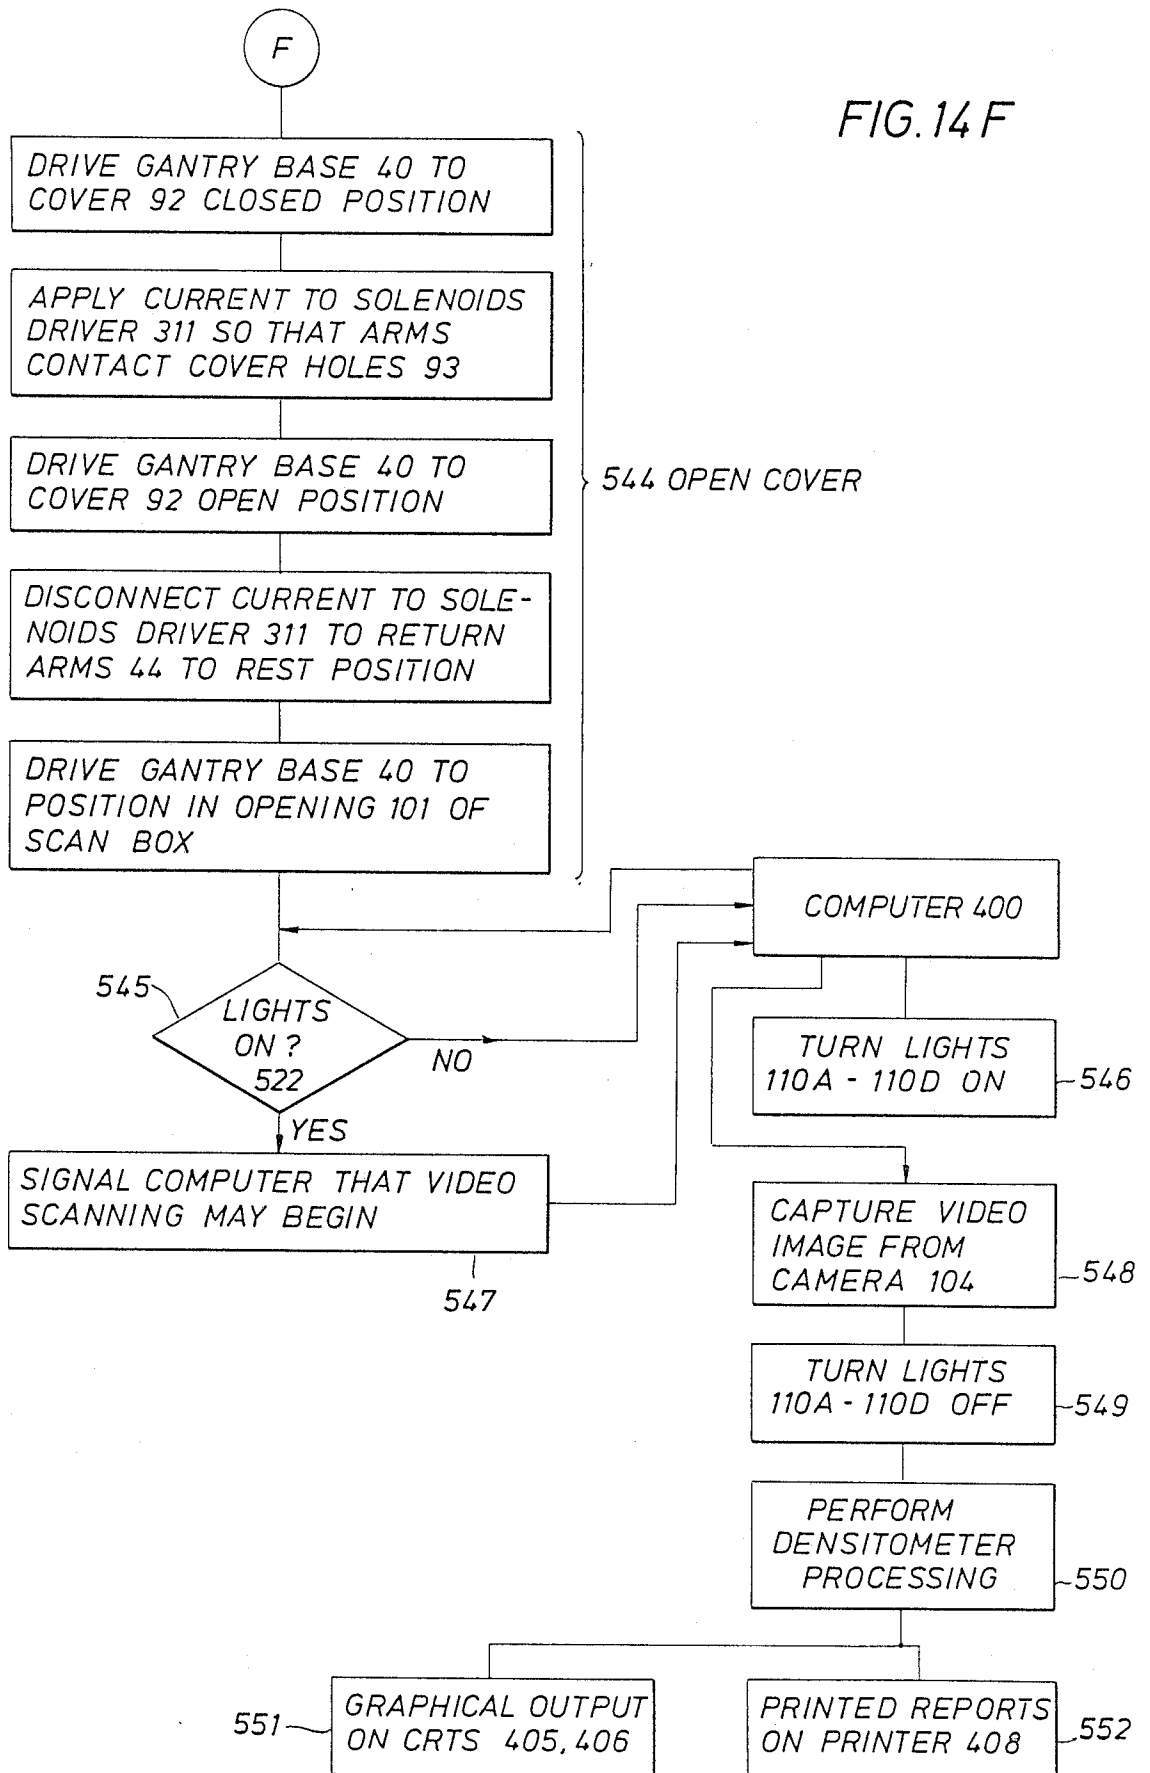 F
FIG. 14F
DRIVE GANTRY BASE 40 TO
COVER 92 CLOSED POSITION
APPLY CURRENT TO SOLENOIDS
DRIVER 311 SO THAT ARMS
CONTACT COVER HOLES 93
DRIVE GANTRY BASE 40 TO
COVER 92 OPEN POSITION
544 OPEN COVER
DISCONNECT CURRENT TO SOLE-
NOIDS DRIVER 311 TO RETURN
ARMS 44 TO REST POSITION
DRIVE GANTRY BASE 40 TO
POSITION IN OPENING 101 OF
SCAN BOX
COMPUTER 400
545
LIGHTS
ON ?
522
NO
YES
TURN LIGHTS
110A - 110D ON
546
SIGNAL COMPUTER THAT VIDEO
SCANNING MAY BEGIN
547
CAPTURE VIDEO
IMAGE FROM
CAMERA 104
548
TURN LIGHTS
110A - 110D OFF
549
PERFORM
DENSITOMETER
PROCESSING
550
551
GRAPHICAL OUTPUT
ON CRTS 405, 406
PRINTED REPORTS
ON PRINTER 408
552